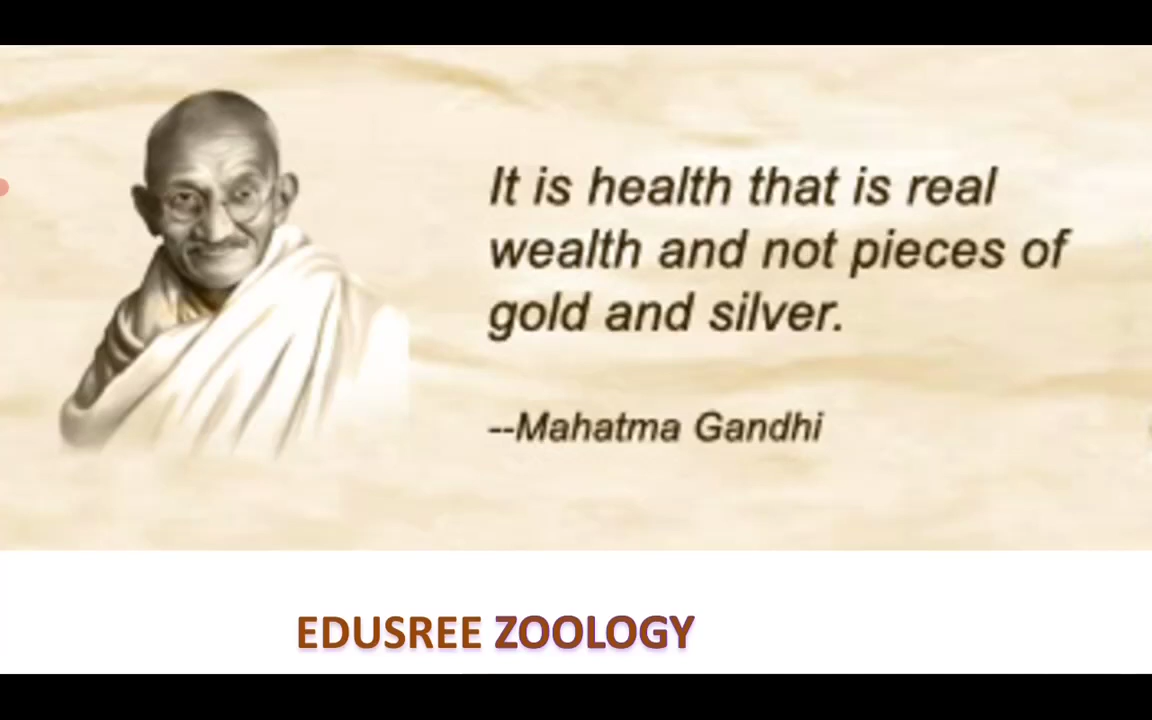 It is health that is real
wealth and not pieces of
gold and silver.
--Mahatma Gandhi
EDUSREE ZOOLOGY